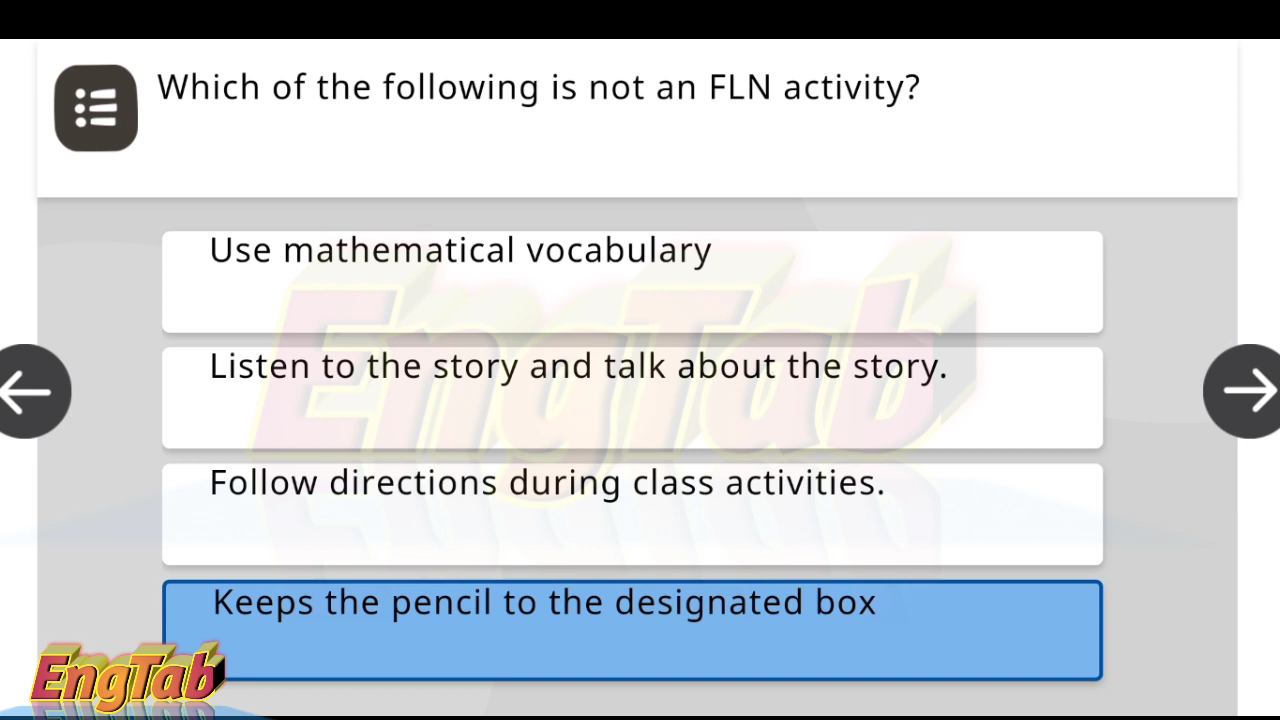 Which of the following is not an FLN activity?
Use mathematical vocabulary
Listen to the story and talk about the story.
Follow directions during class activities.
Keeps the pencil to the designated box
EngTab
EngTab